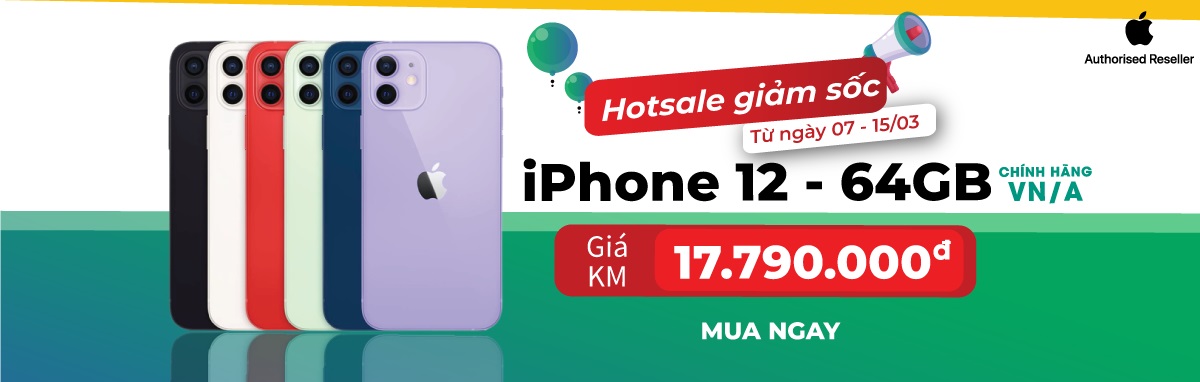 Authorised Reseller
Hotsale giảm sốc
Từ ngày 07 - 15/03
iPhone 12 - 64GB
CHÍNH HÃNG
VN/A
Giá
KM
17.790.000đ
MUA NGAY